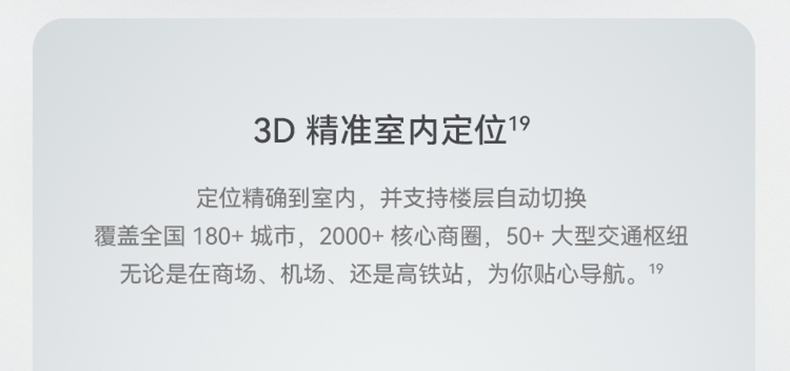 3D 精准室内定位19
定位精确到室内，并支持楼层自动切换
覆盖全国 180+ 城市，2000+ 核心商圈，50+ 大型交通枢纽
无论是在商场、机场、还是高铁站，为你贴心导航。19